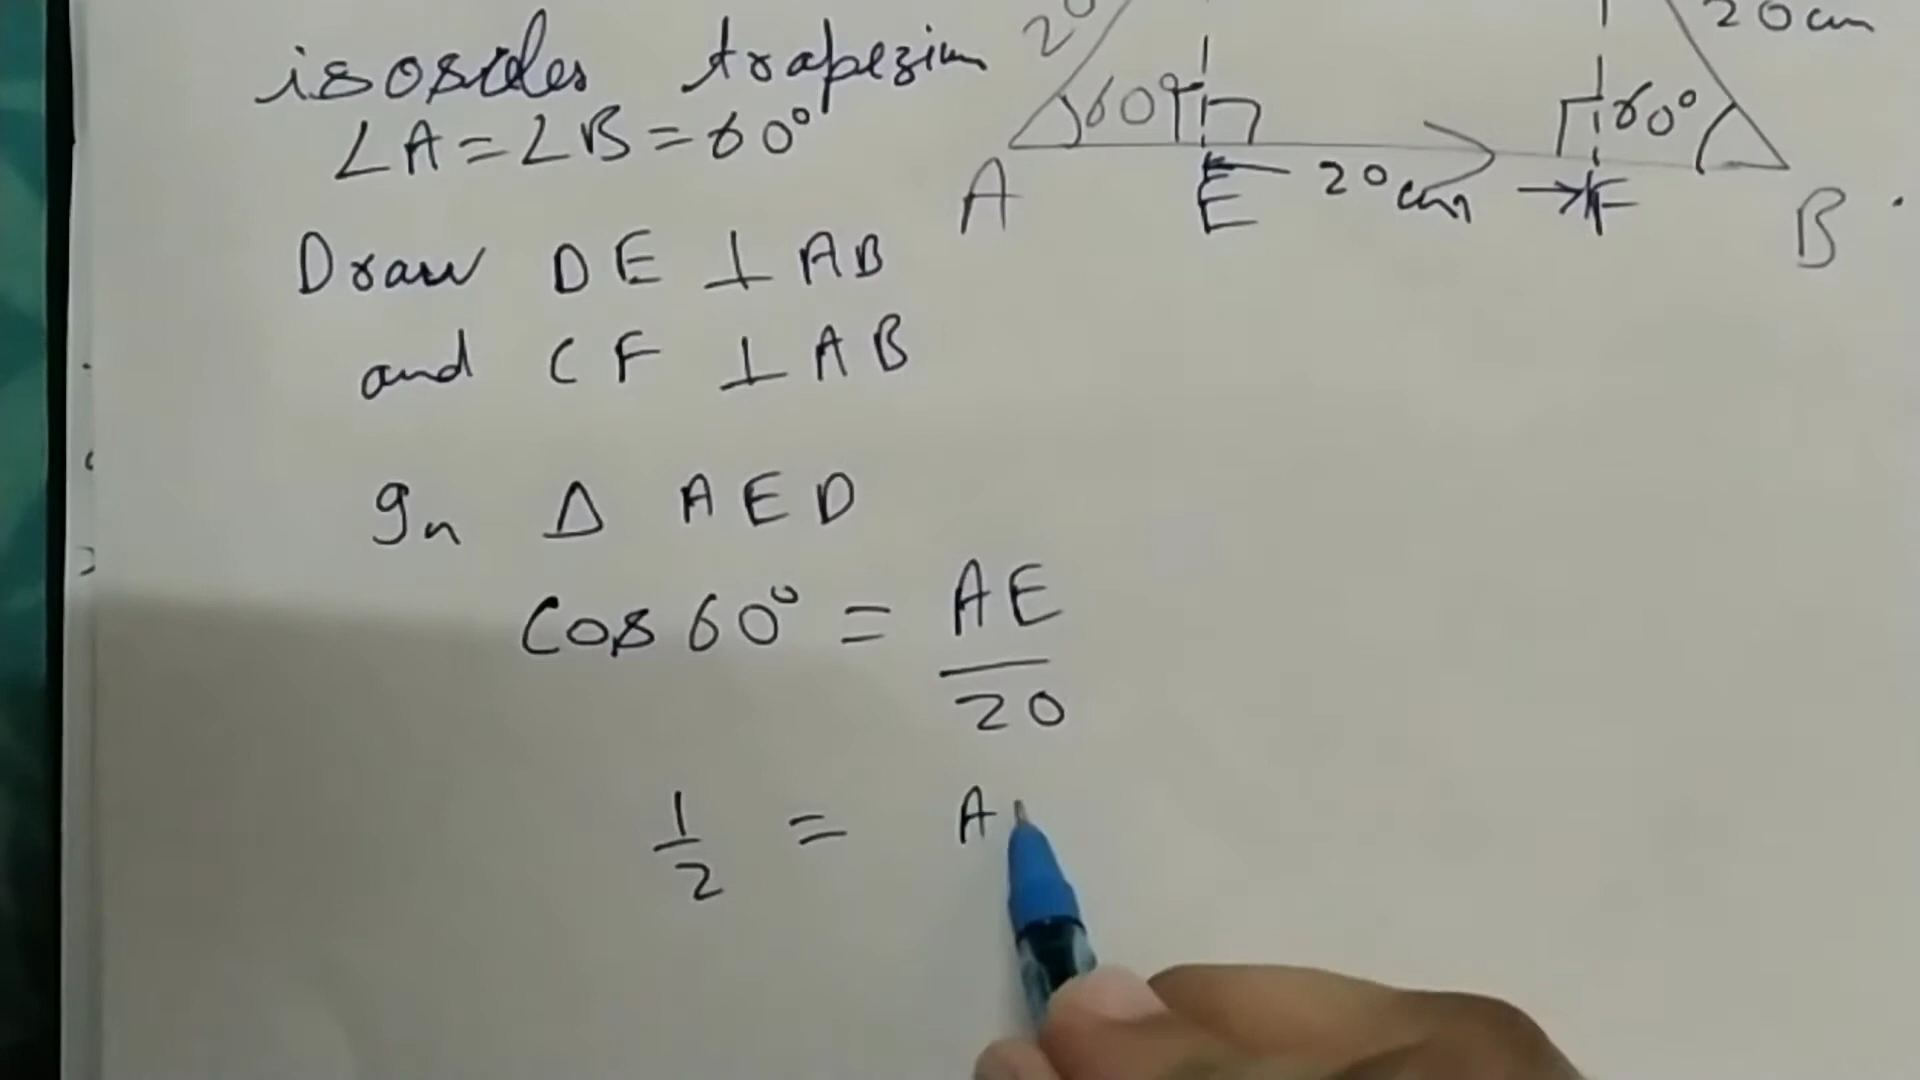 isosceles trapezium
∠A = ∠B = 60°
Draw DE ⊥ AB
and CF ⊥ AB
In Δ AED
Cos 60° = AE/20
1/2 = A
20
20 cm
60°
60°
A
E
20 cm
F
B